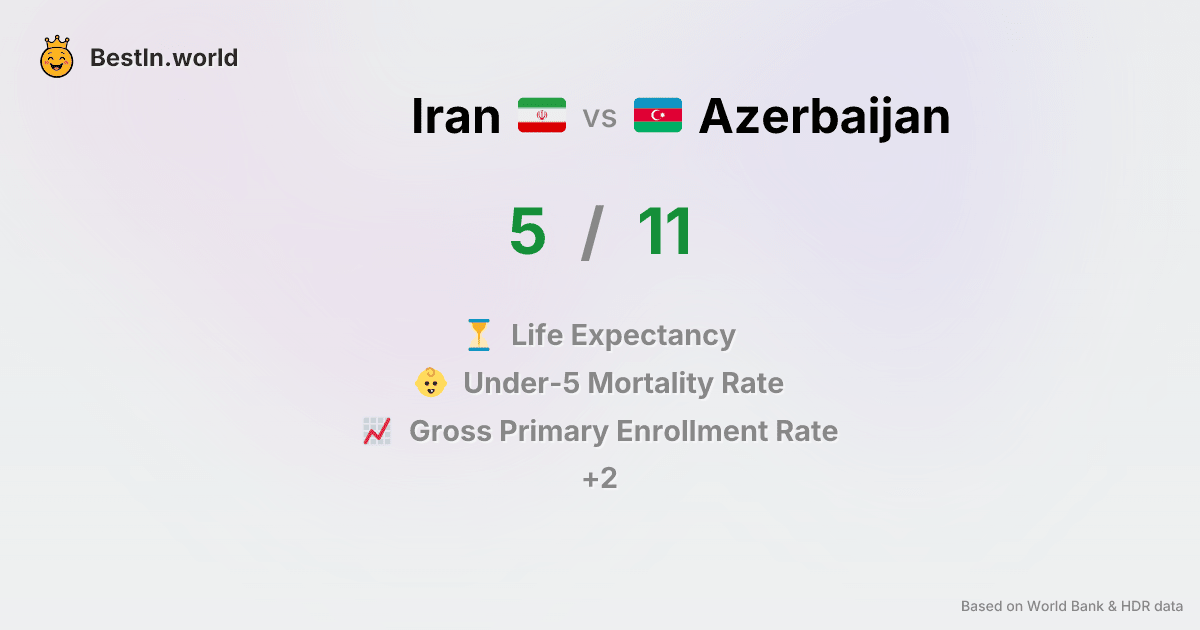 BestIn.world
Iran vs Azerbaijan
5 / 11
Life Expectancy
Under-5 Mortality Rate
Gross Primary Enrollment Rate
+2
Based on World Bank & HDR data